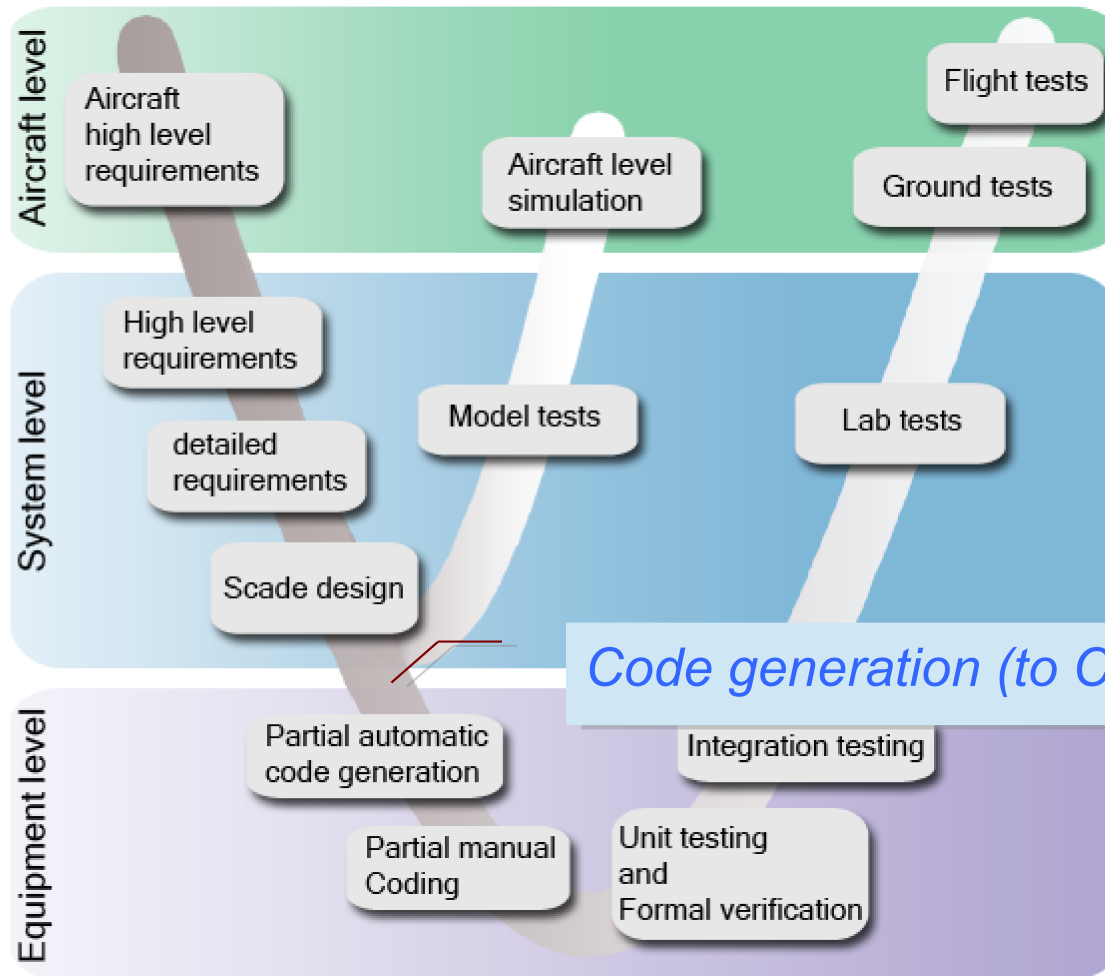 Aircraft level
Aircraft
high level
requirements
Aircraft level
simulation
Flight tests
Ground tests
System level
High level
requirements
detailed
requirements
Scade design
Model tests
Lab tests
Code generation (to C
Equipment level
Partial automatic
code generation
Partial manual
Coding
Integration testing
Unit testing
and
Formal verification